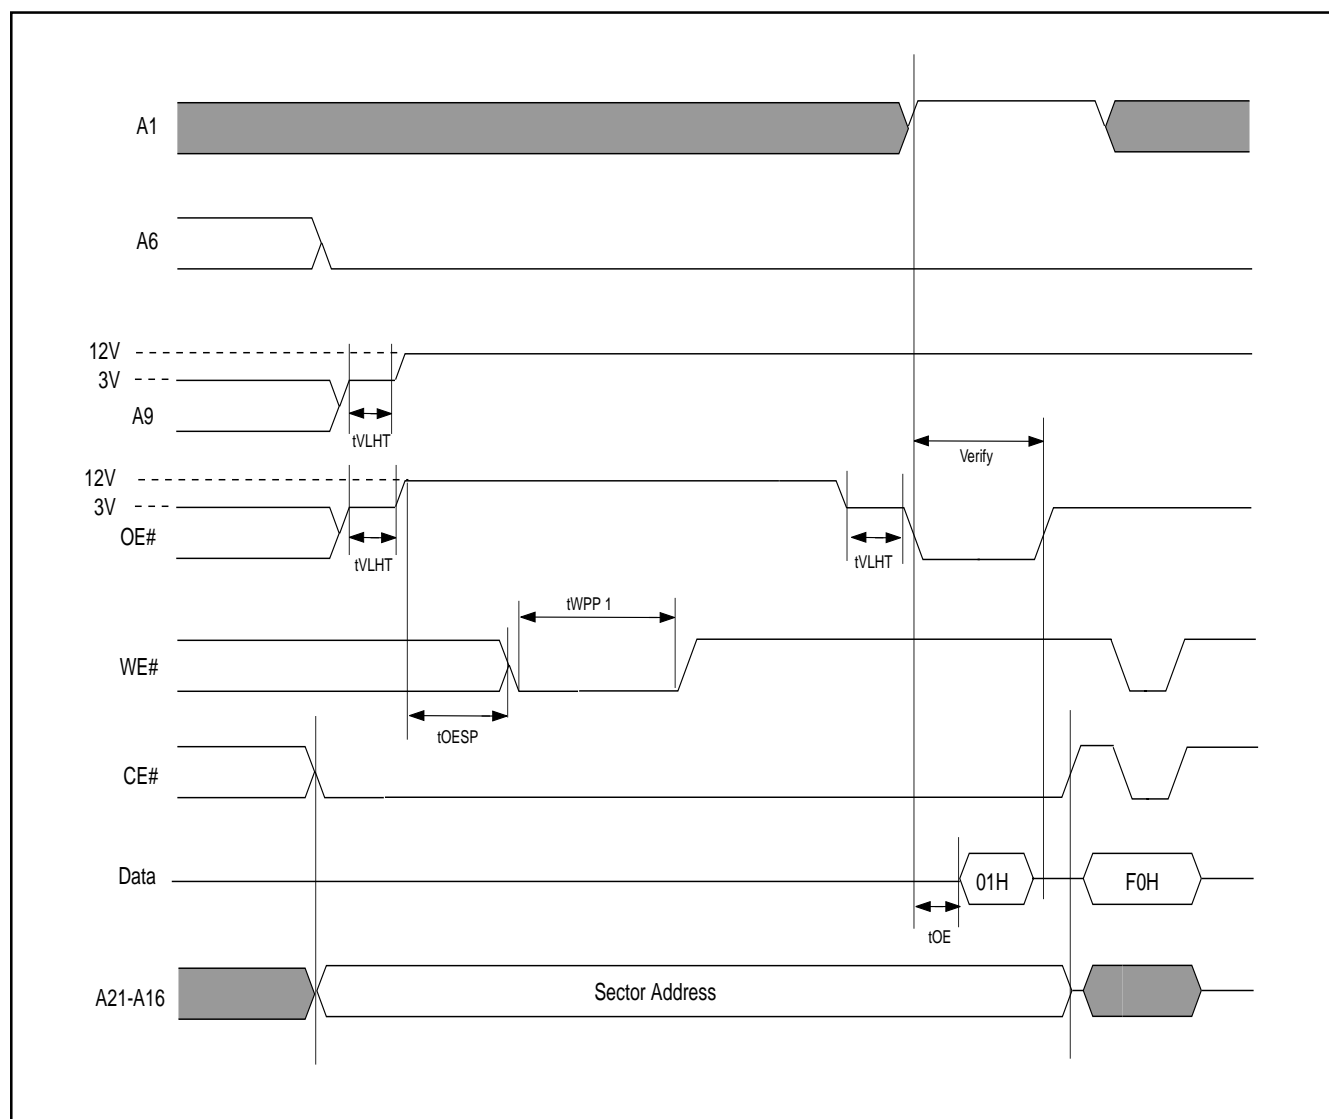 A1
A6
12V
3V
A9
tVLHT
Verify
12V
3V
OE#
tVLHT
tVLHT
tWPP 1
WE#
tOESP
CE#
Data
01H
F0H
tOE
A21-A16
Sector Address